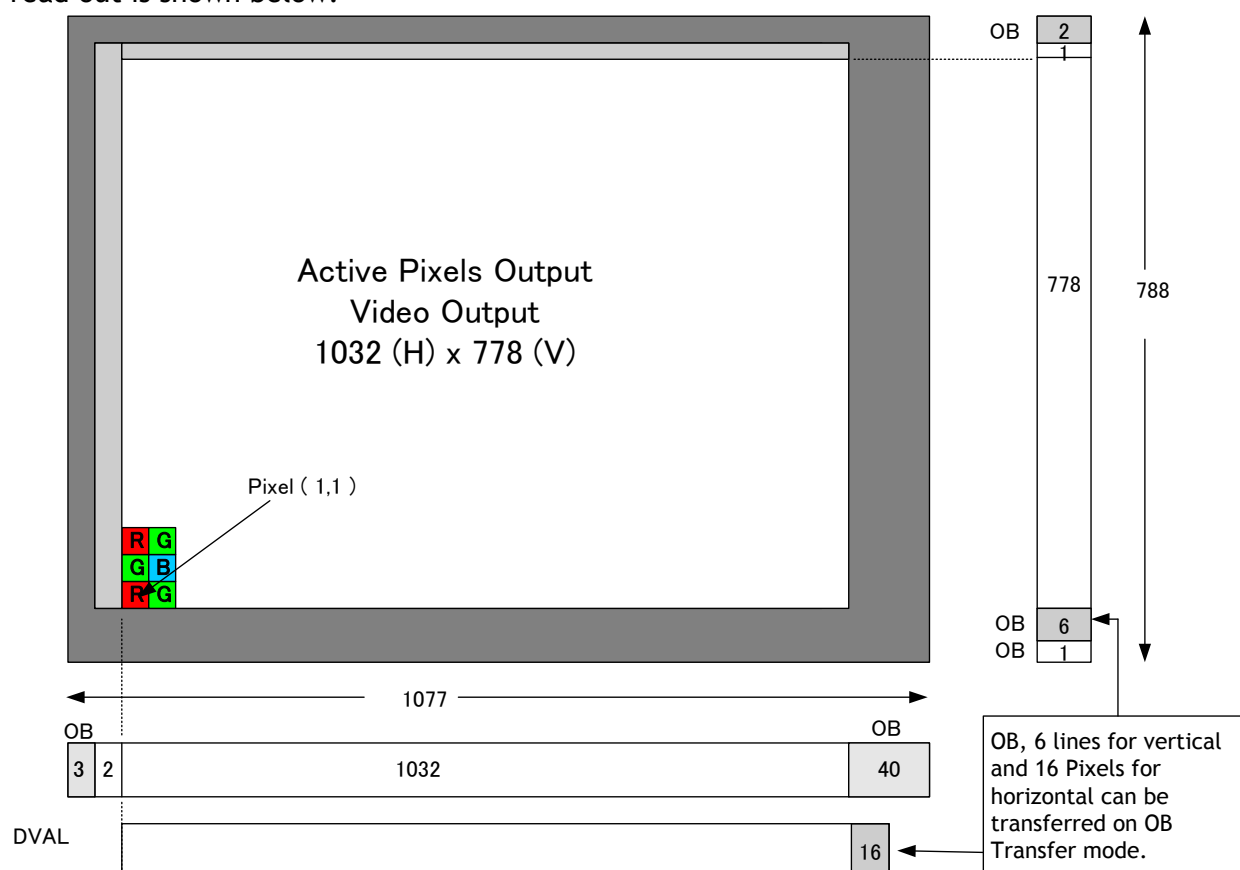 read out is shown below.
OB 2
1
Active Pixels Output
Video Output
1032 (H) x 778 (V)
778
788
Pixel ( 1,1 )
R G
G B
R G
OB 6
OB 1
1077
OB
OB
3 2 1032 40
DVAL
16
OB, 6 lines for vertical
and 16 Pixels for
horizontal can be
transferred on OB
Transfer mode.